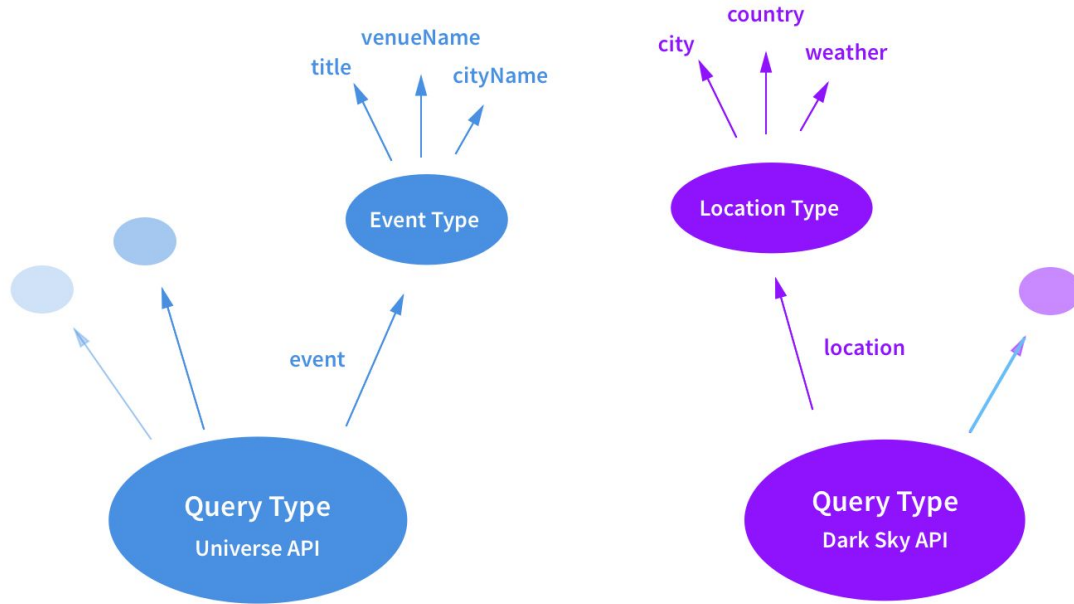 country
venueName
city
weather
title
cityName
Event Type
Location Type
event
location
Query Type
Universe API
Query Type
Dark Sky API